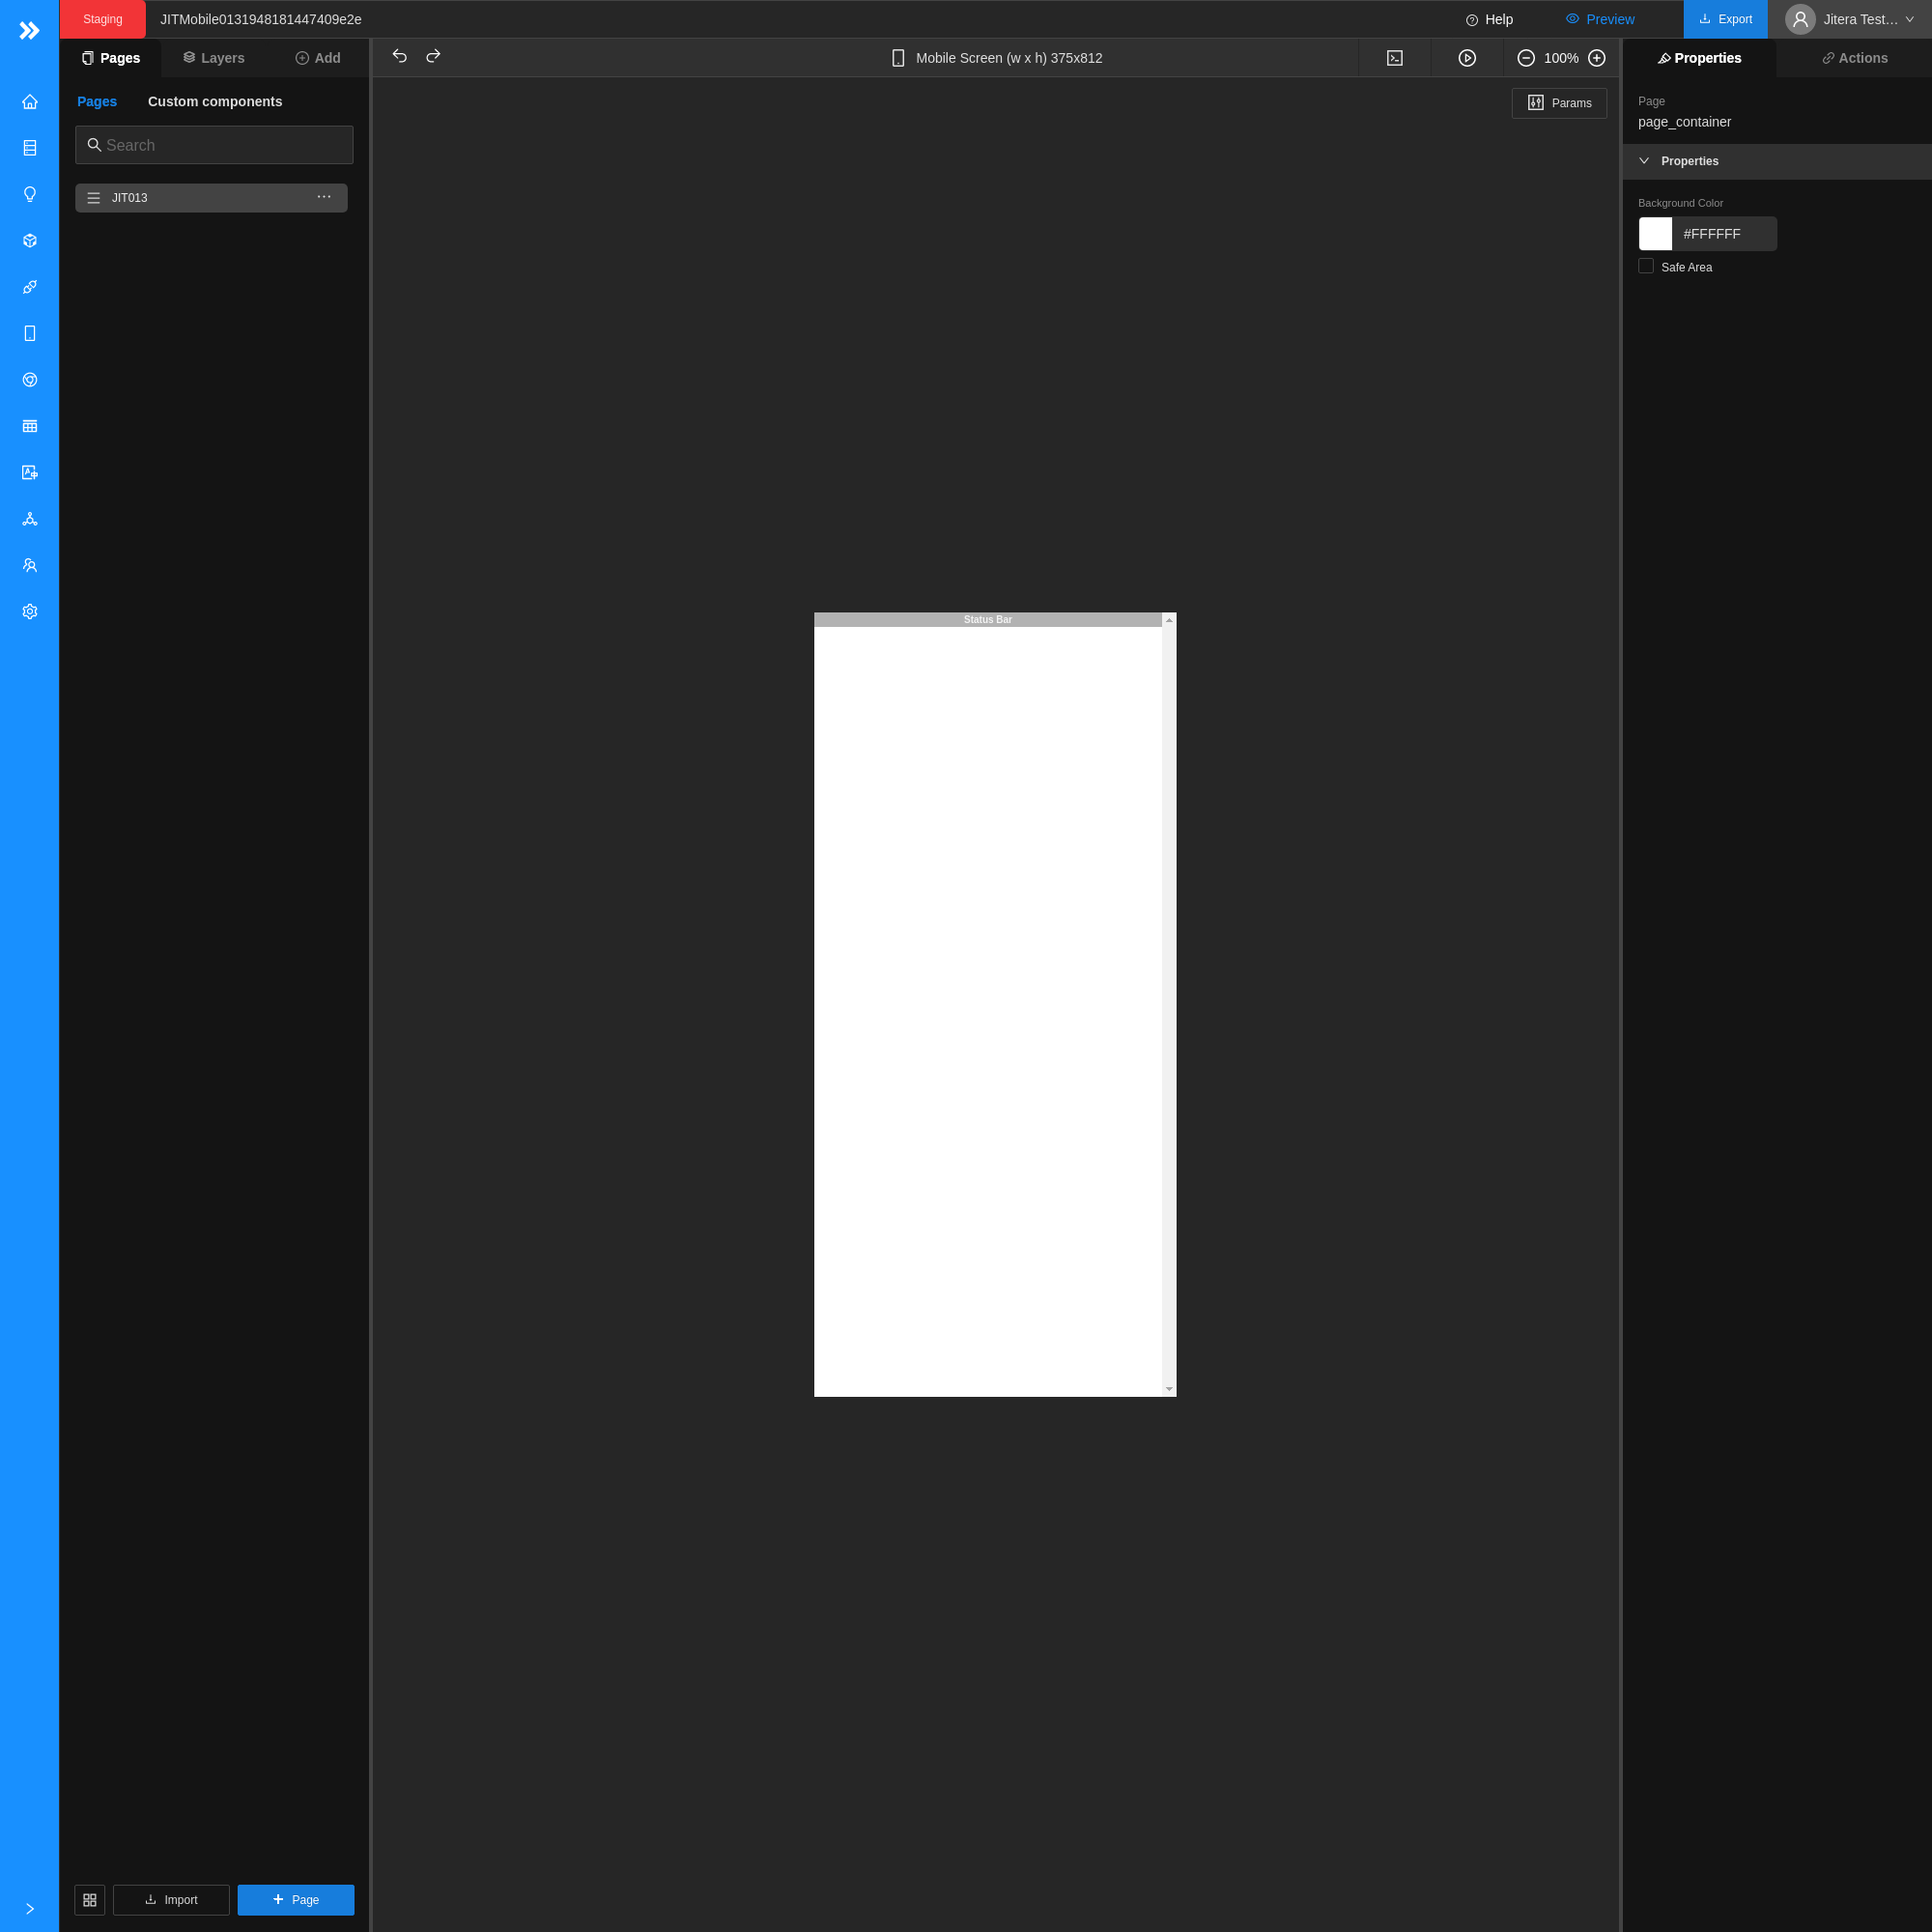 Staging
JITMobile0131948181447409e2e
Help
Preview
Export
Jitera Test…
Pages
Layers
Add
Mobile Screen (w x h) 375x812
100%
Properties
Actions
Pages
Custom components
Params
Page
page_container
Search
Properties
JIT013
Background Color
#FFFFFF
Safe Area
Status Bar
Import
Page